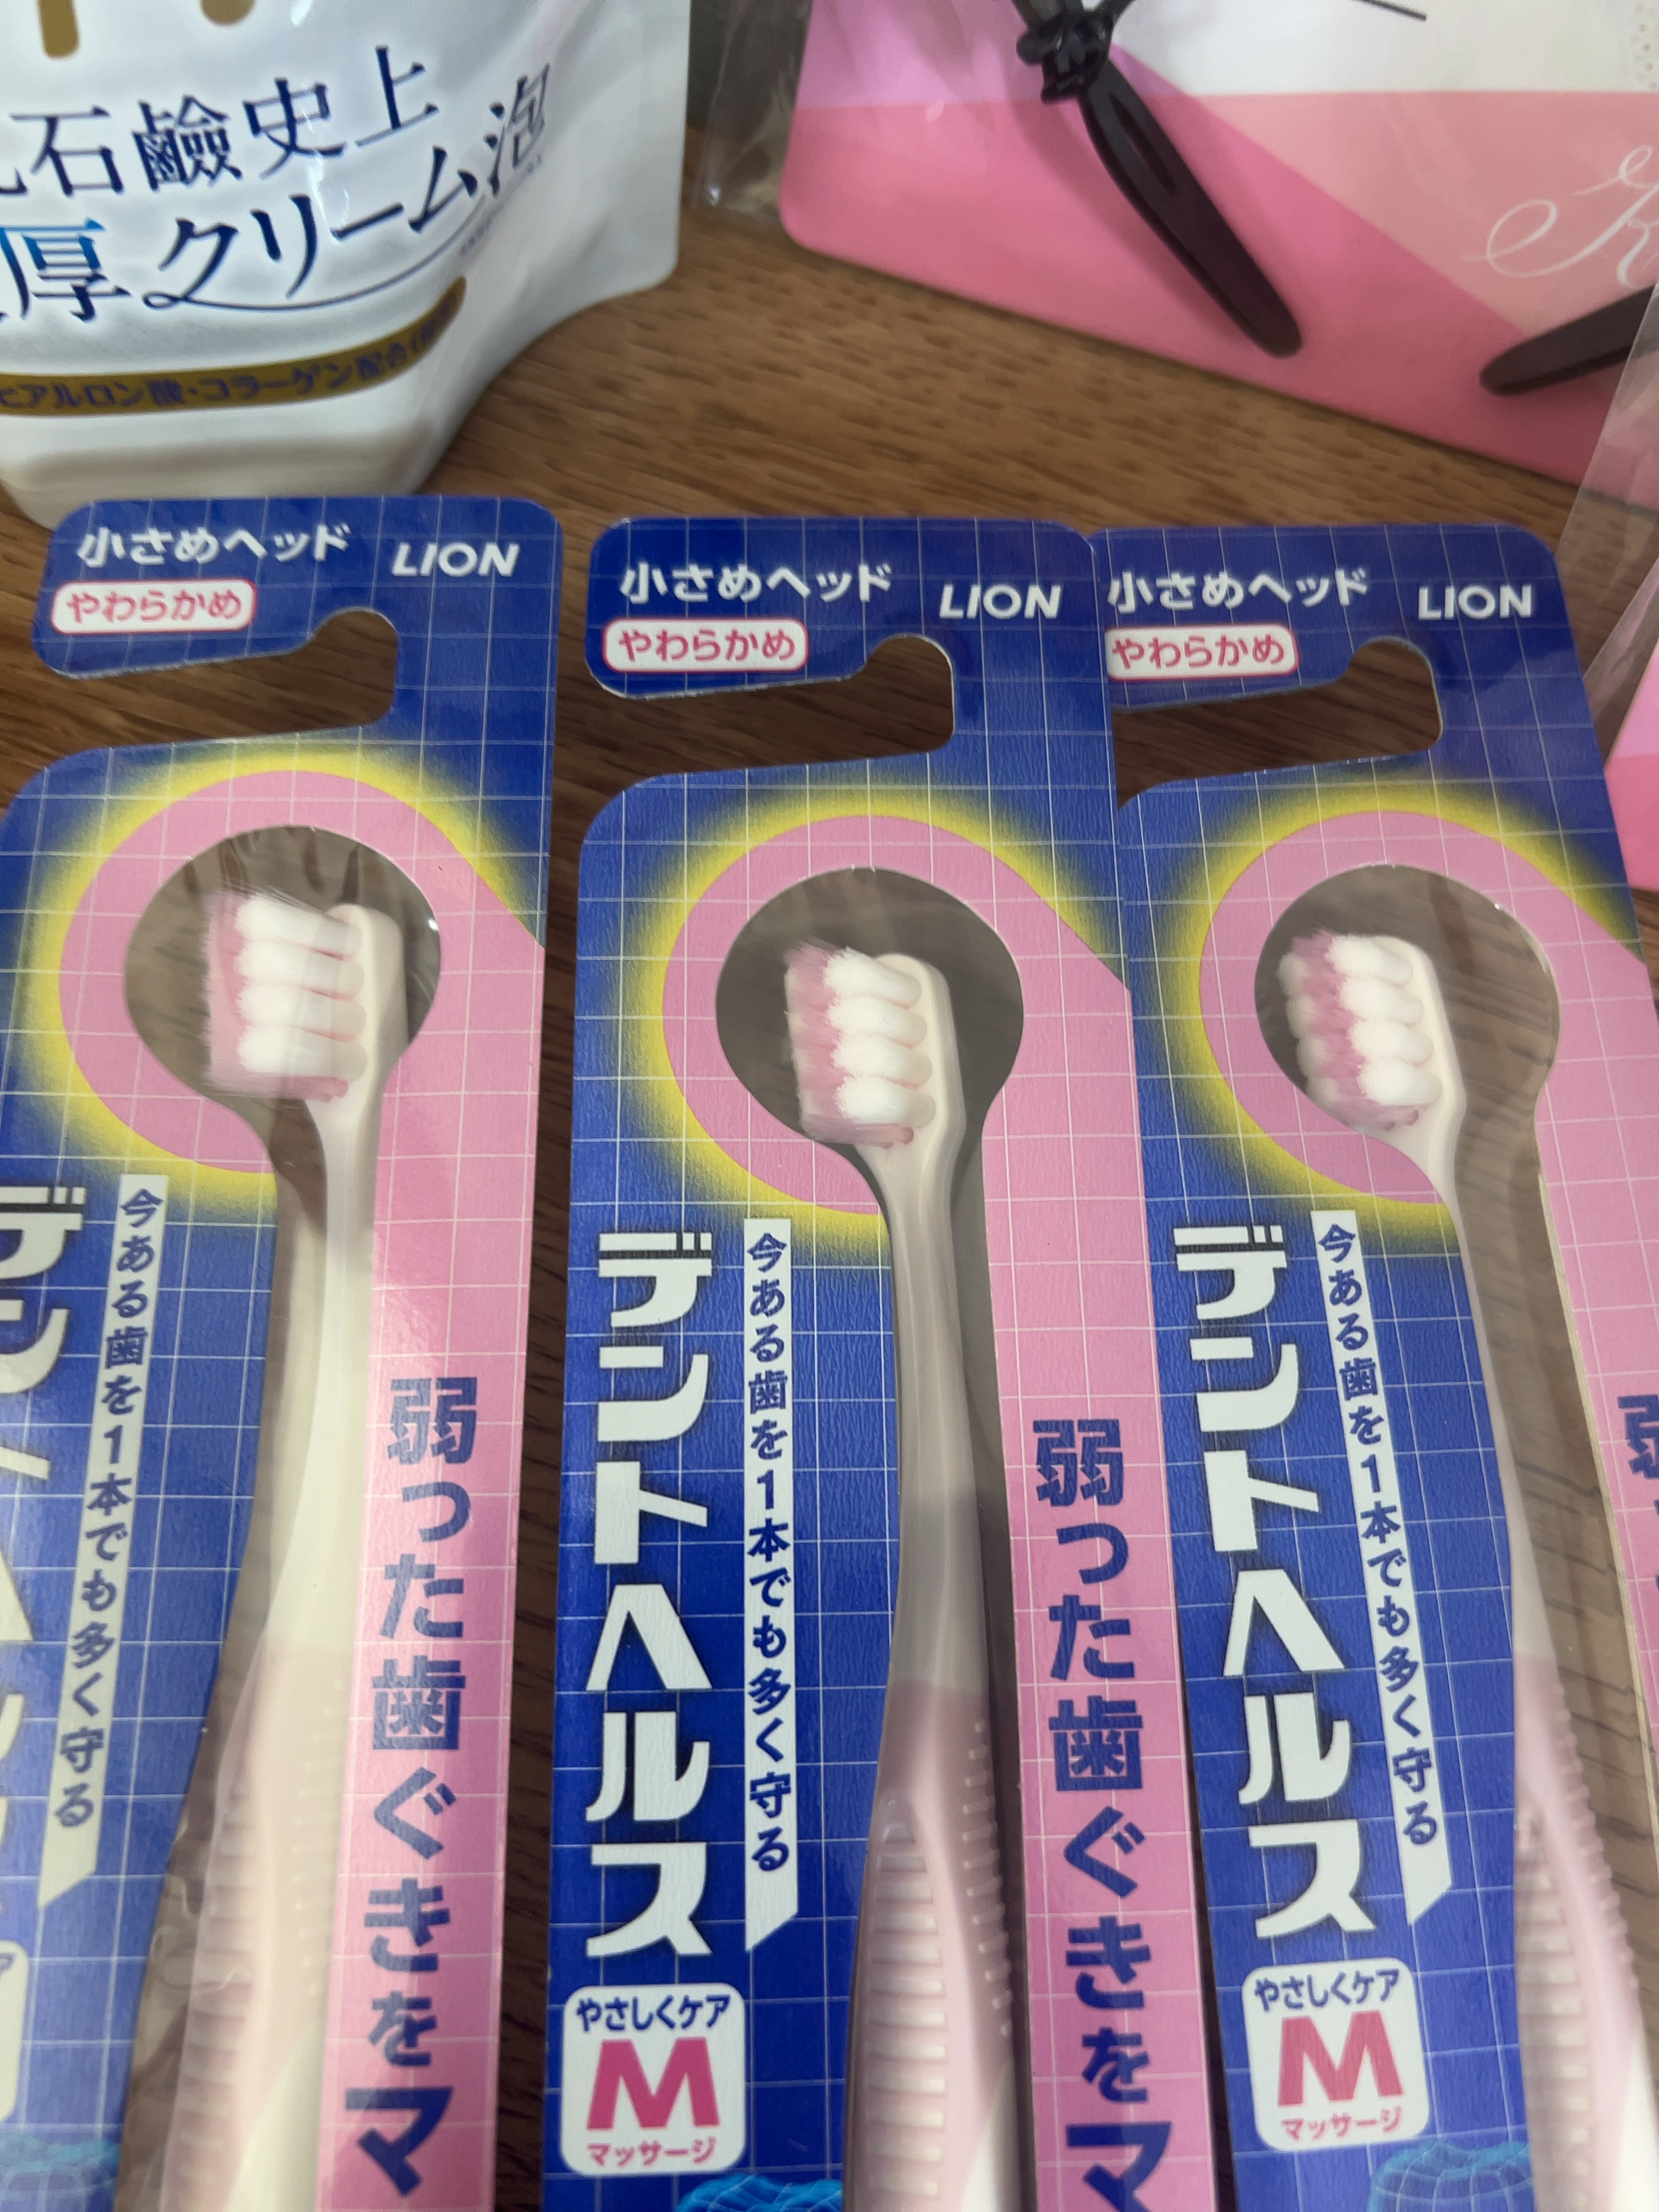 石鹸史上
厚クリーム泡
ヒアルロン酸・コラーゲン配合
小さめヘッド LION
やわらかめ
今ある歯を1本でも多く守る
弱った歯ぐきをマ
小さめヘッド LION
やわらかめ
デントヘルス
今ある歯を1本でも多く守る
弱った歯ぐきをマ
やさしくケア
M
マッサージ
小さめヘッド LION
やわらかめ
デントヘルス
今ある歯を1本でも多く守る
弱
やさしくケア
M
マッサージ